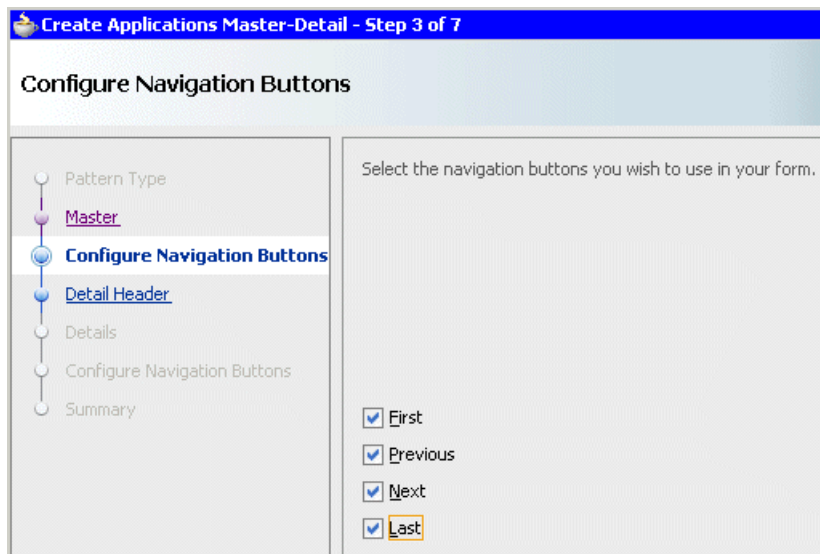 Create Applications Master-Detail - Step 3 of 7
Configure Navigation Buttons
Pattern Type
Master
Configure Navigation Buttons
Detail Header
Details
Configure Navigation Buttons
Summary
Select the navigation buttons you wish to use in your form.
First
Previous
Next
Last